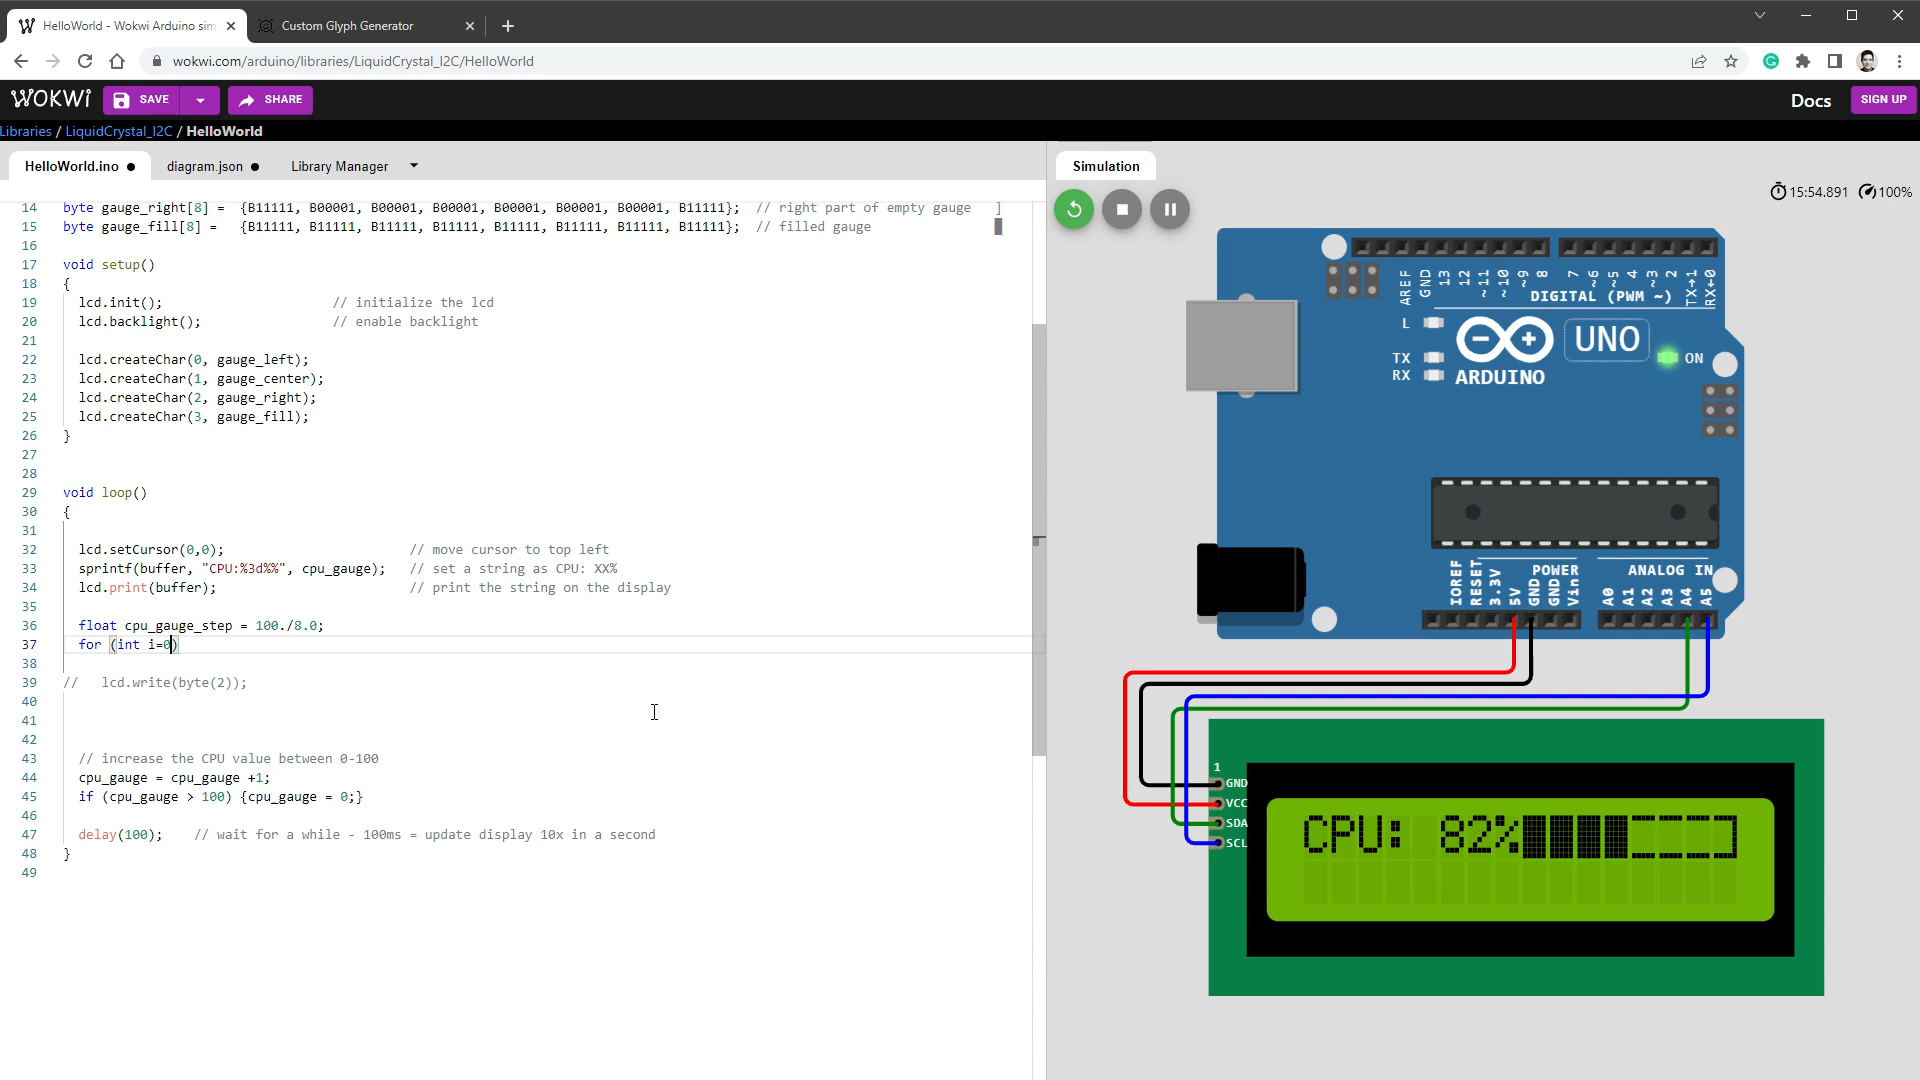 HelloWorld - Wokwi Arduino sim
Custom Glyph Generator
wokwi.com/arduino/libraries/LiquidCrystal_I2C/HelloWorld
WOKWI
SAVE
SHARE
Docs
SIGN UP
Libraries / LiquidCrystal_I2C / HelloWorld
HelloWorld.ino
diagram.json
Library Manager
14 byte gauge_right[8] = {B11111, B00001, B00001, B00001, B00001, B00001, B00001, B11111}; // right part of empty gauge ]
15 byte gauge_fill[8] = {B11111, B11111, B11111, B11111, B11111, B11111, B11111, B11111}; // filled gauge █
16
17 void setup()
18 {
19 lcd.init(); // initialize the lcd
20 lcd.backlight(); // enable backlight
21
22 lcd.createChar(0, gauge_left);
23 lcd.createChar(1, gauge_center);
24 lcd.createChar(2, gauge_right);
25 lcd.createChar(3, gauge_fill);
26 }
27
28
29 void loop()
30 {
31
32 lcd.setCursor(0,0); // move cursor to top left
33 sprintf(buffer, "CPU:%3d%%", cpu_gauge); // set a string as CPU: XX%
34 lcd.print(buffer); // print the string on the display
35
36 float cpu_gauge_step = 100./8.0;
37 for (int i=0)
38
39 // lcd.write(byte(2));
40
41
42
43 // increase the CPU value between 0-100
44 cpu_gauge = cpu_gauge +1;
45 if (cpu_gauge > 100) {cpu_gauge = 0;}
46
47 delay(100); // wait for a while - 100ms = update display 10x in a second
48 }
49
Simulation
15:54.891
100%
AREF
GND
13
12
~11
~10
~9
8
7
~6
~5
4
~3
2
TX→1
RX←0
DIGITAL (PWM ~)
L
TX
RX
UNO
ARDUINO
ON
IOREF
RESET
3.3V
5V
GND
GND
Vin
POWER
ANALOG IN
A0
A1
A2
A3
A4
A5
1
GND
VCC
SDA
SCL
CPU: 82%